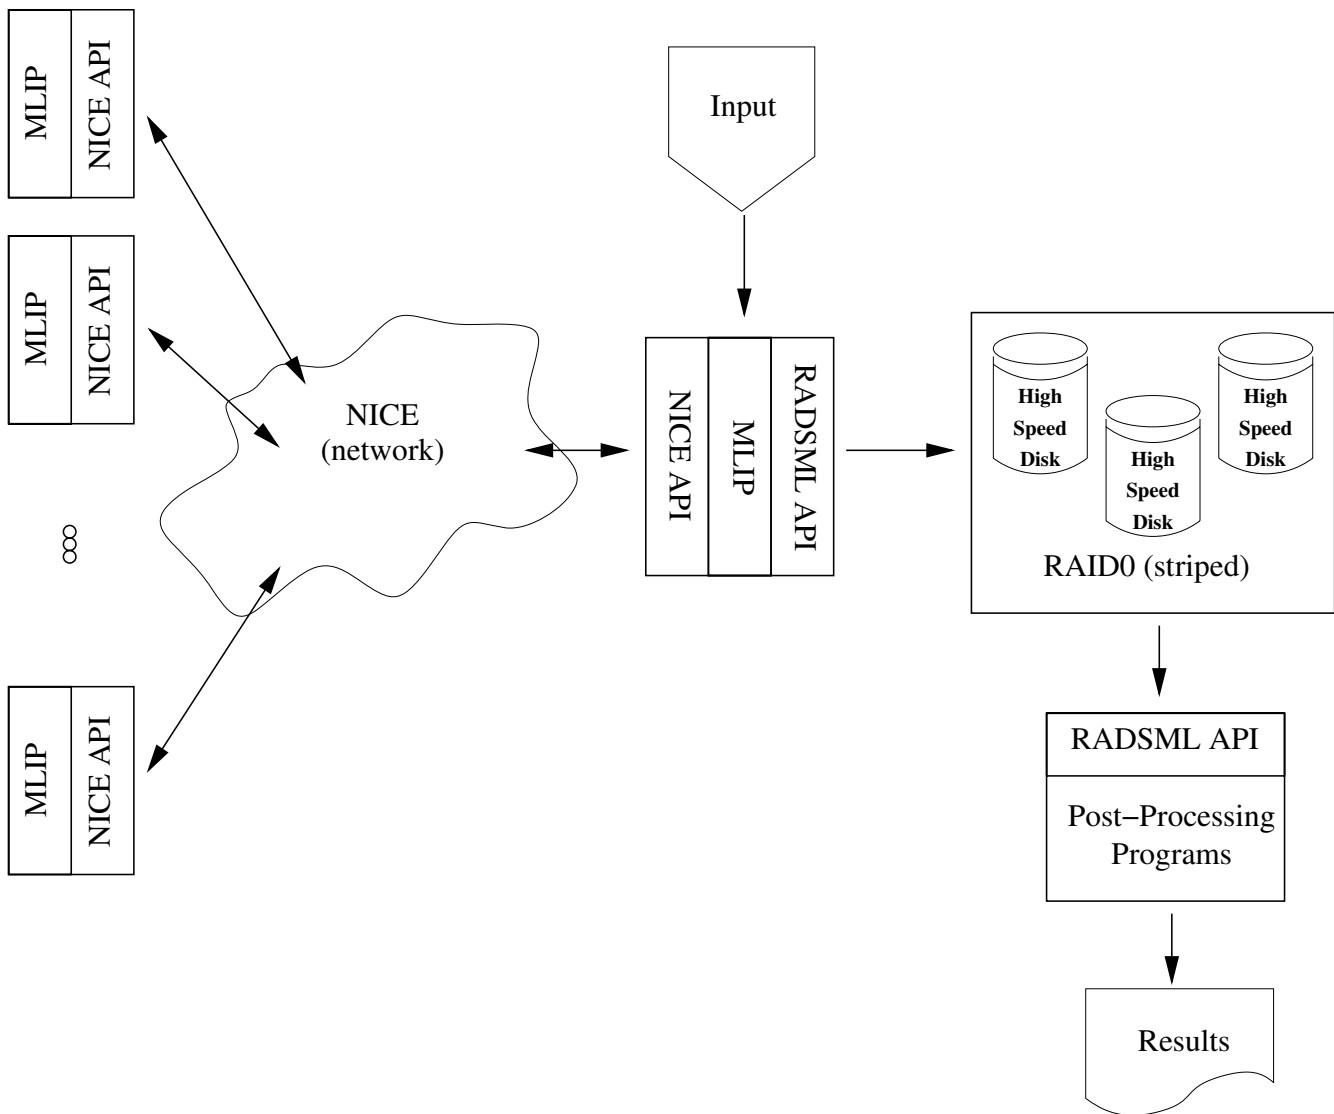 MLIP
NICE API
MLIP
NICE API
MLIP
NICE API
NICE
(network)
Input
NICE API
MLIP
RADSML API
High
Speed
Disk
High
Speed
Disk
High
Speed
Disk
RAID0 (striped)
RADSML API
Post−Processing
Programs
Results